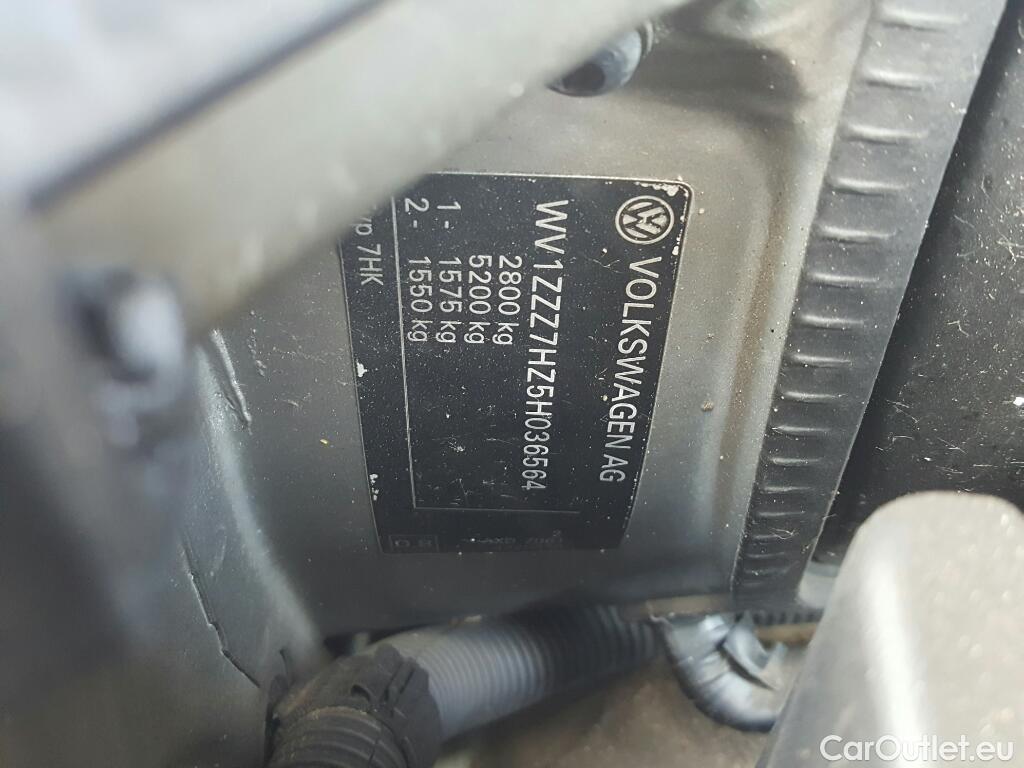 VOLKSWAGEN AG
WV1ZZZ7HZ5H036564
2800 kg
5200 kg
1- 1575 kg
2- 1550 kg
7HK
CarOutlet.eu